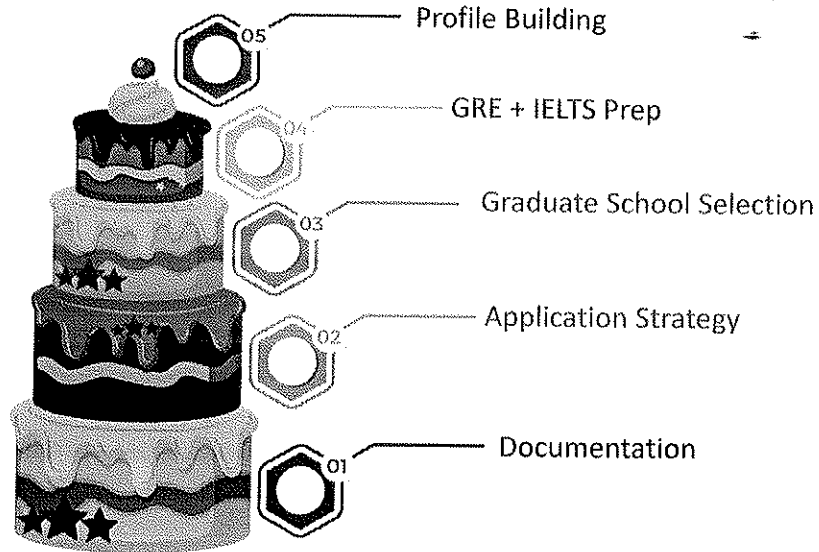 05
Profile Building
04
GRE + IELTS Prep
03
Graduate School Selection
02
Application Strategy
01
Documentation